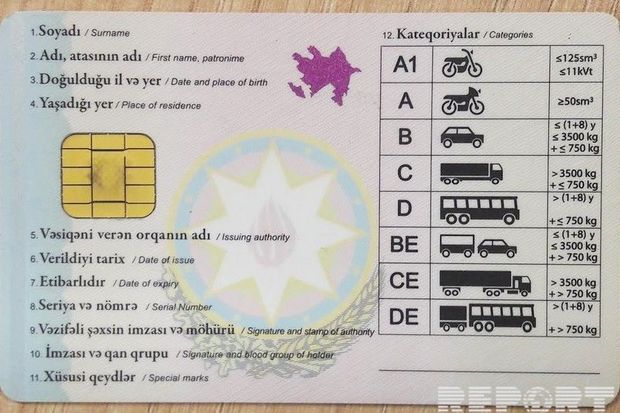 1.Soyadı / Surname
2. Adı, atasının adı / First name, patronime
3.Doğulduğu il və yer / Date and place of birth
4.Yaşadığı yer / Place of residence
5.Vəsiqəni verən orqanın adı / Issuing authority
6.Verildiyi tarix / Date of issue
7.Etibarlıdır / Date of expiry
8.Seriya və nömrə / Serial Number
9.Vəzifəli şəxsin imzası və möhürü / Signature and stamp of authority
10. İmzası və qan qrupu / Signature and blood group of holder
11.Xüsusi qeydlər / Special marks
12.Kateqoriyalar / Categories
A1 ≤125sm³
≤11kVt
A ≥50sm³
B ≤ (1+8) y
≤ 3500 kg
+ ≤ 750 kg
C > 3500 kg
+ ≤ 750 kg
D > (1+8) y
+ ≤ 750 kg
BE ≤ (1+8) y
≤ 3500 kg
+ > 750 kg
CE > 3500 kg
+ > 750 kg
DE > (1+8) y
+ > 750 kg
REPORT